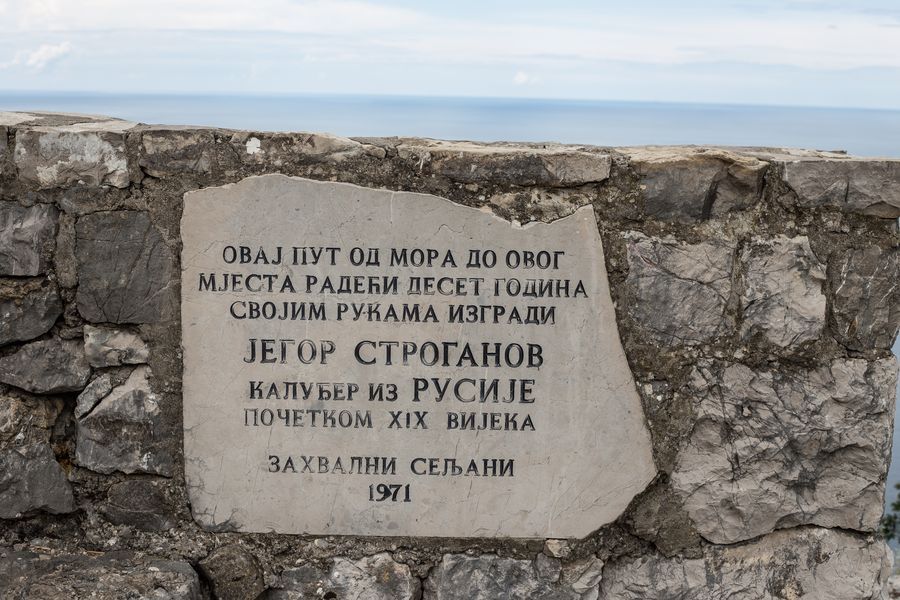 ОВАЈ ПУТ ОД МОРА ДО ОВОГ
МЈЕСТА РАДЕЋИ ДЕСЕТ ГОДИНА
СВОЈИМ РУКАМА ИЗГРАДИ
ЈЕГОР СТРОГАНОВ
КАЛУЂЕР ИЗ РУСИЈЕ
ПОЧЕТКОМ XIX ВИЈЕКА
ЗАХВАЛНИ СЕЉАНИ
1971